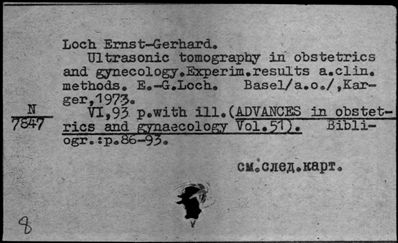 Loch Ernst-Gerhard.
Ultrasonic tomography in obstetrics
and gynecology.Experim.results a.clin.
methods. E.-G.Loch. Basel/a.o./,Kar-
ger,1973.
N
7847
VI,93 p.with ill.(ADVANCES in obstet-
rics and gynaecology Vol.51). Bibli-
ogr.:p.86-93.
см.след.карт.
8